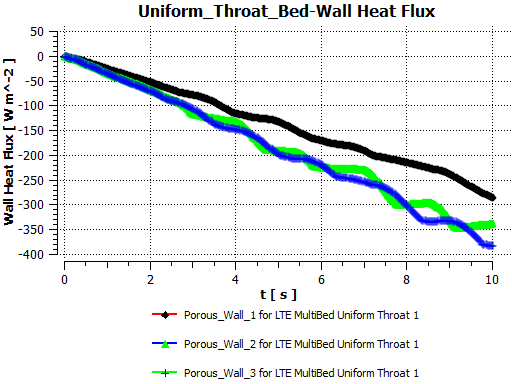 Uniform_Throat_Bed-Wall Heat Flux
Wall Heat Flux [ W m^-2 ]
50
0
-50
-100
-150
-200
-250
-300
-350
-400
0 2 4 6 8 10
t [ s ]
Porous_Wall_1 for LTE MultiBed Uniform Throat 1
Porous_Wall_2 for LTE MultiBed Uniform Throat 1
Porous_Wall_3 for LTE MultiBed Uniform Throat 1